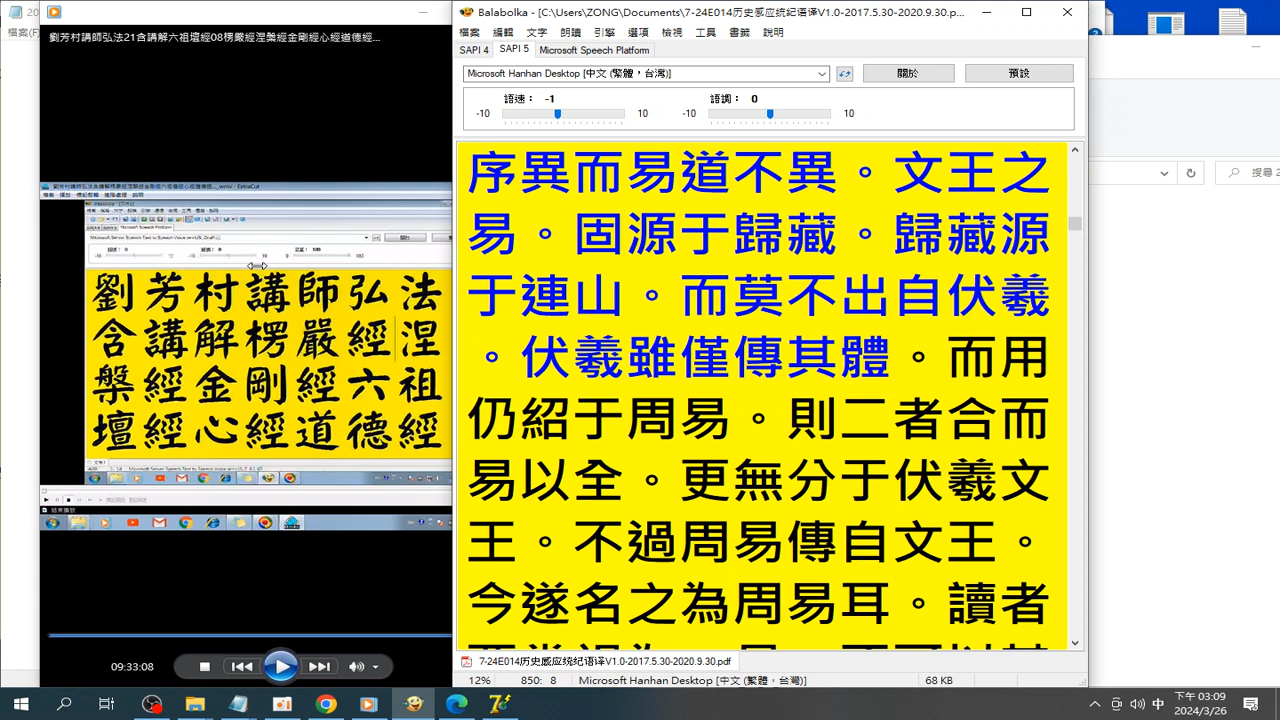 劉芳村講師弘法21含講解六祖壇經08楞嚴經涅槃經金剛經心經道德經...
劉芳村講師弘法
含講解楞嚴經涅
槃經金剛經六祖
壇經心經道德經
09:33:08
Balabolka - [C:\Users\ZONG\Documents\7-24E014历史感应统纪语译V1.0-2017.5.30-2020.9.30.p...
檔案 編輯 文字 朗讀 引擎 選項 檢視 工具 書籤 說明
SAPI 4 SAPI 5 Microsoft Speech Platform
Microsoft Hanhan Desktop [中文 (繁體，台灣)]
關於 預設
語速： -1 語調： 0
-10 10 -10 10
序異而易道不異。文王之
易。固源于歸藏。歸藏源
于連山。而莫不出自伏羲
。伏羲雖僅傳其體。而用
仍紹于周易。則二者合而
易以全。更無分于伏羲文
王。不過周易傳自文王。
今遂名之為周易耳。讀者
7-24E014历史感应统纪语译V1.0-2017.5.30-2020.9.30.pdf
12% 850: 8 Microsoft Hanhan Desktop [中文 (繁體，台灣)] 68 KB
搜尋 2
中
下午 03:09
2024/3/26